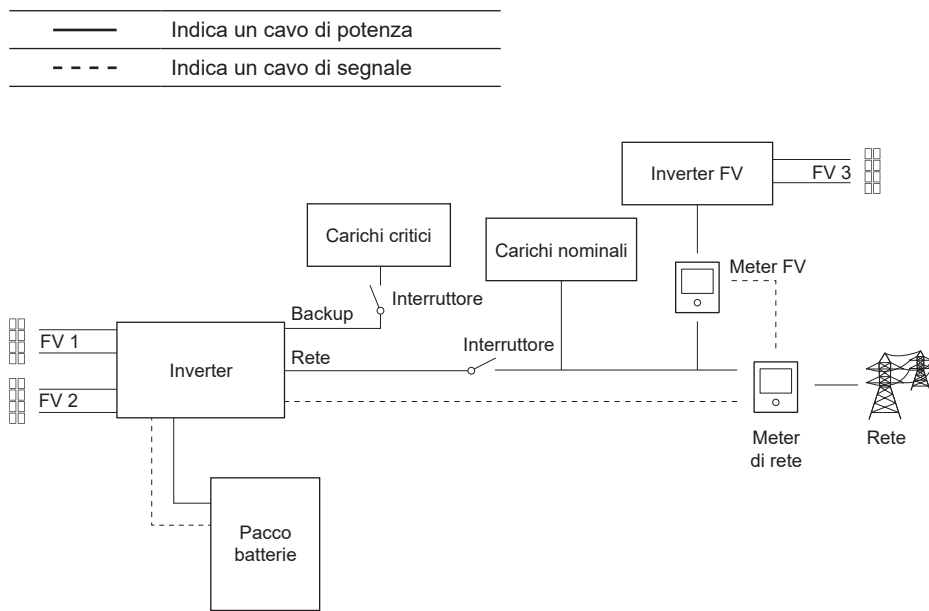 Indica un cavo di potenza
Indica un cavo di segnale
Inverter FV
FV 3
Carichi critici
Carichi nominali
Meter FV
Interruttore
Backup
FV 1
Inverter
Rete
Interruttore
FV 2
Meter
di rete
Rete
Pacco
batterie